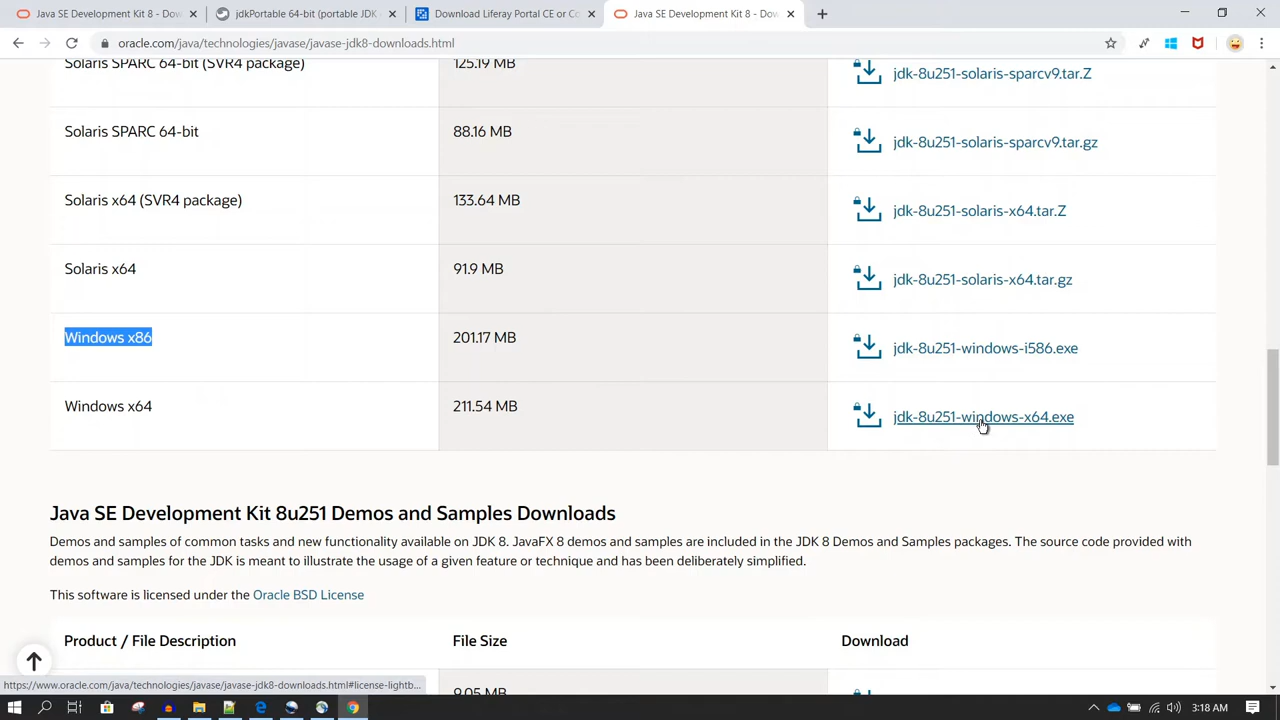 Java SE Development Kit 8 - Dow
jdkPortable 64-bit (portable JDK
Download Liferay Portal CE or Co
Java SE Development Kit 8 - Dow
oracle.com/java/technologies/javase/javase-jdk8-downloads.html
Solaris SPARC 64-bit (SVR4 package)
125.19 MB
jdk-8u251-solaris-sparcv9.tar.Z
Solaris SPARC 64-bit
88.16 MB
jdk-8u251-solaris-sparcv9.tar.gz
Solaris x64 (SVR4 package)
133.64 MB
jdk-8u251-solaris-x64.tar.Z
Solaris x64
91.9 MB
jdk-8u251-solaris-x64.tar.gz
Windows x86
201.17 MB
jdk-8u251-windows-i586.exe
Windows x64
211.54 MB
jdk-8u251-windows-x64.exe
Java SE Development Kit 8u251 Demos and Samples Downloads
Demos and samples of common tasks and new functionality available on JDK 8. JavaFX 8 demos and samples are included in the JDK 8 Demos and Samples packages. The source code provided with
demos and samples for the JDK is meant to illustrate the usage of a given feature or technique and has been deliberately simplified.
This software is licensed under the Oracle BSD License
Product / File Description
File Size
Download
9.05 MB
https://www.oracle.com/java/technologies/javase/javase-jdk8-downloads.html#license-lightb...
3:18 AM